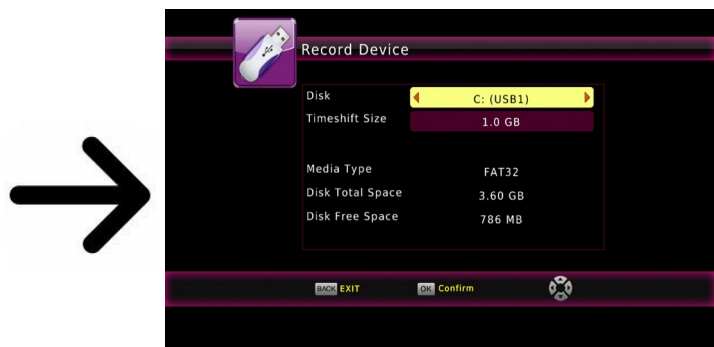 Record Device
Disk C: (USB1)
Timeshift Size 1.0 GB
Media Type FAT32
Disk Total Space 3.60 GB
Disk Free Space 786 MB
BACK EXIT OK Confirm